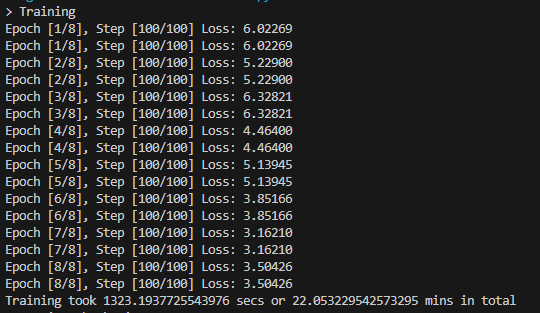 > Training
Epoch [1/8], Step [100/100] Loss: 6.02269
Epoch [1/8], Step [100/100] Loss: 6.02269
Epoch [2/8], Step [100/100] Loss: 5.22900
Epoch [2/8], Step [100/100] Loss: 5.22900
Epoch [3/8], Step [100/100] Loss: 6.32821
Epoch [3/8], Step [100/100] Loss: 6.32821
Epoch [4/8], Step [100/100] Loss: 4.46400
Epoch [4/8], Step [100/100] Loss: 4.46400
Epoch [5/8], Step [100/100] Loss: 5.13945
Epoch [5/8], Step [100/100] Loss: 5.13945
Epoch [6/8], Step [100/100] Loss: 3.85166
Epoch [6/8], Step [100/100] Loss: 3.85166
Epoch [7/8], Step [100/100] Loss: 3.16210
Epoch [7/8], Step [100/100] Loss: 3.16210
Epoch [8/8], Step [100/100] Loss: 3.50426
Epoch [8/8], Step [100/100] Loss: 3.50426
Training took 1323.1937725543976 secs or 22.053229542573295 mins in total